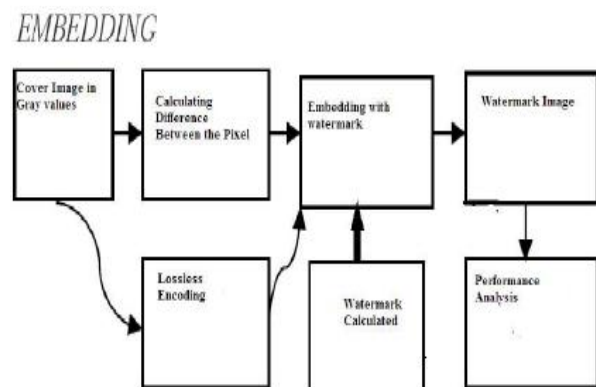 EMBEDDING
Cover Image in
Gray values
Calculating
Difference
Between the Pixel
Embedding with
watermark
Watermark Image
Lossless
Encoding
Watermark
Calculated
Performance
Analysis